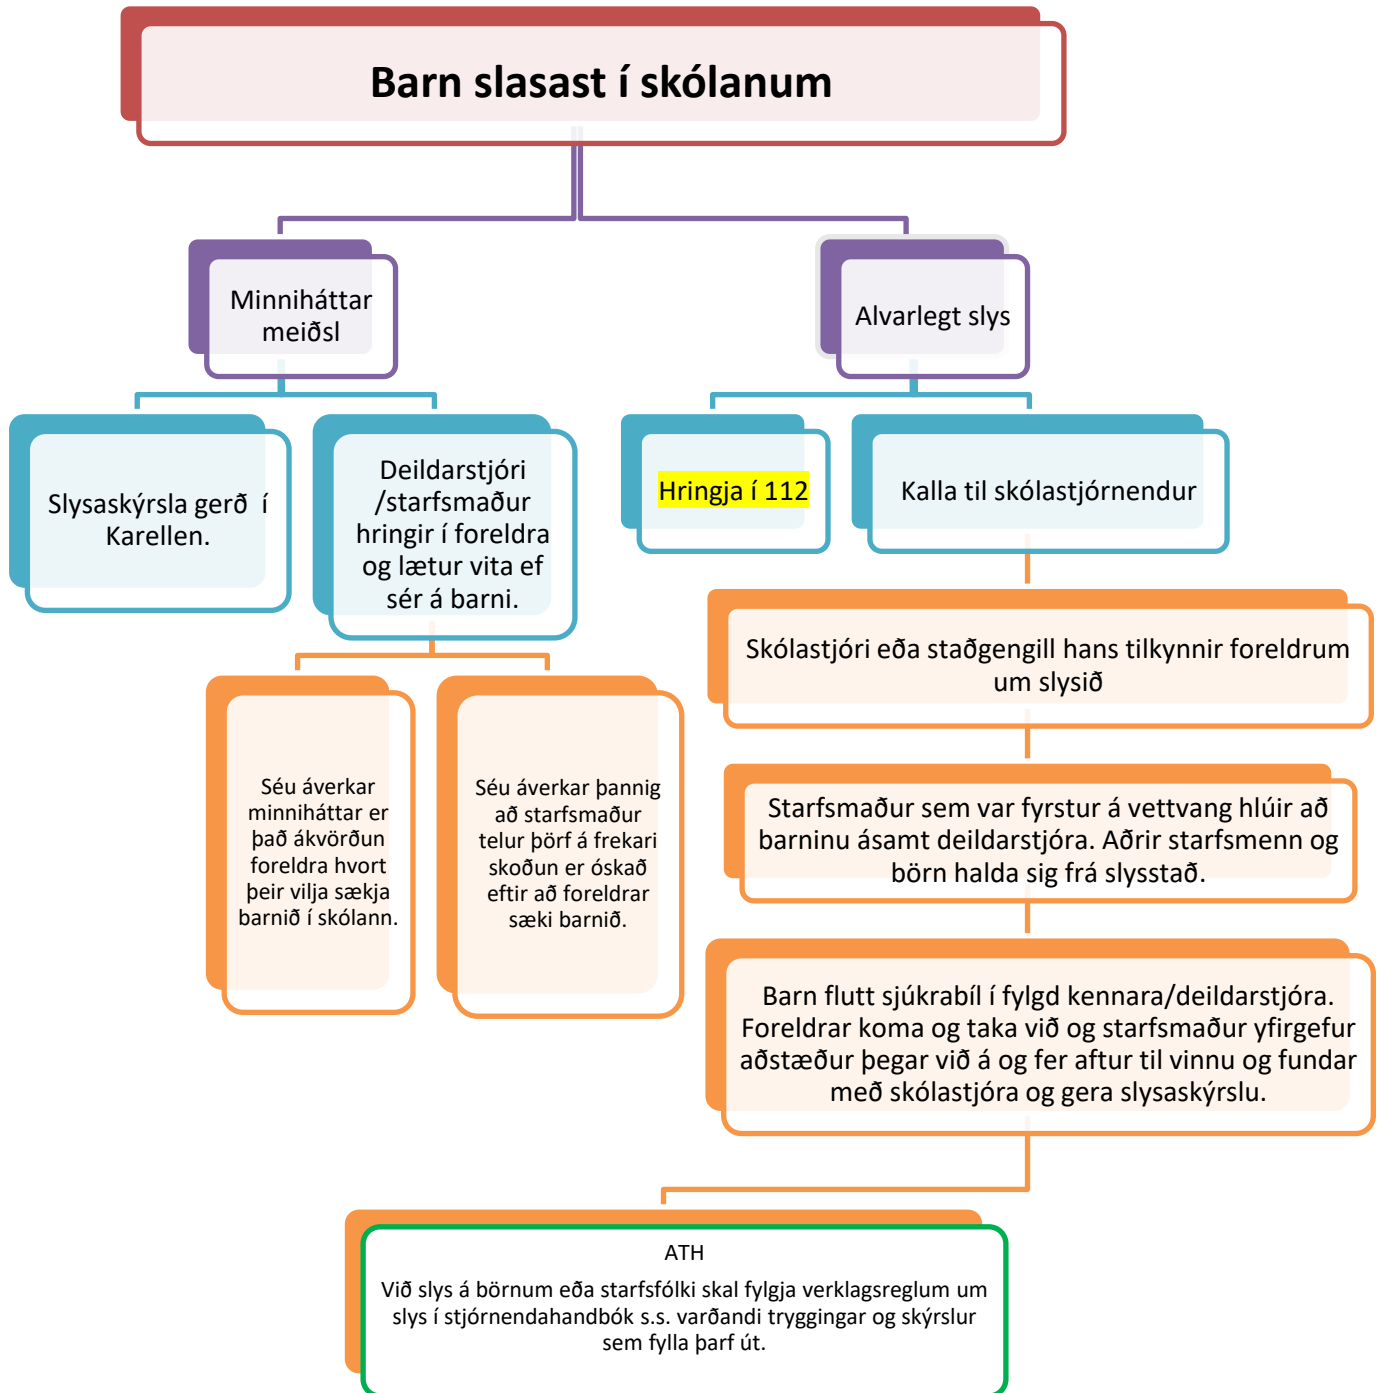 Barn slasast í skólanum
Minniháttar
meiðsl
Alvarlegt slys
Slysaskýrsla gerð í
Karellen.
Deildarstjóri
/starfsmaður
hringir í foreldra
og lætur vita ef
sér á barni.
Hringja í 112
Kalla til skólastjórnendur
Séu áverkar
minniháttar er
það ákvörðun
foreldra hvort
þeir vilja sækja
barnið í skólann.
Séu áverkar þannig
að starfsmaður
telur þörf á frekari
skoðun er óskað
eftir að foreldrar
sæki barnið.
Skólastjóri eða staðgengill hans tilkynnir foreldrum
um slysið
Starfsmaður sem var fyrstur á vettvang hlúir að
barninu ásamt deildarstjóra. Aðrir starfsmenn og
börn halda sig frá slysstað.
Barn flutt sjúkrabíl í fylgd kennara/deildarstjóra.
Foreldrar koma og taka við og starfsmaður yfirgefur
aðstæður þegar við á og fer aftur til vinnu og fundar
með skólastjóra og gera slysaskýrslu.
ATH
Við slys á börnum eða starfsfólki skal fylgja verklagsreglum um
slys í stjórnendahandbók s.s. varðandi tryggingar og skýrslur
sem fylla þarf út.